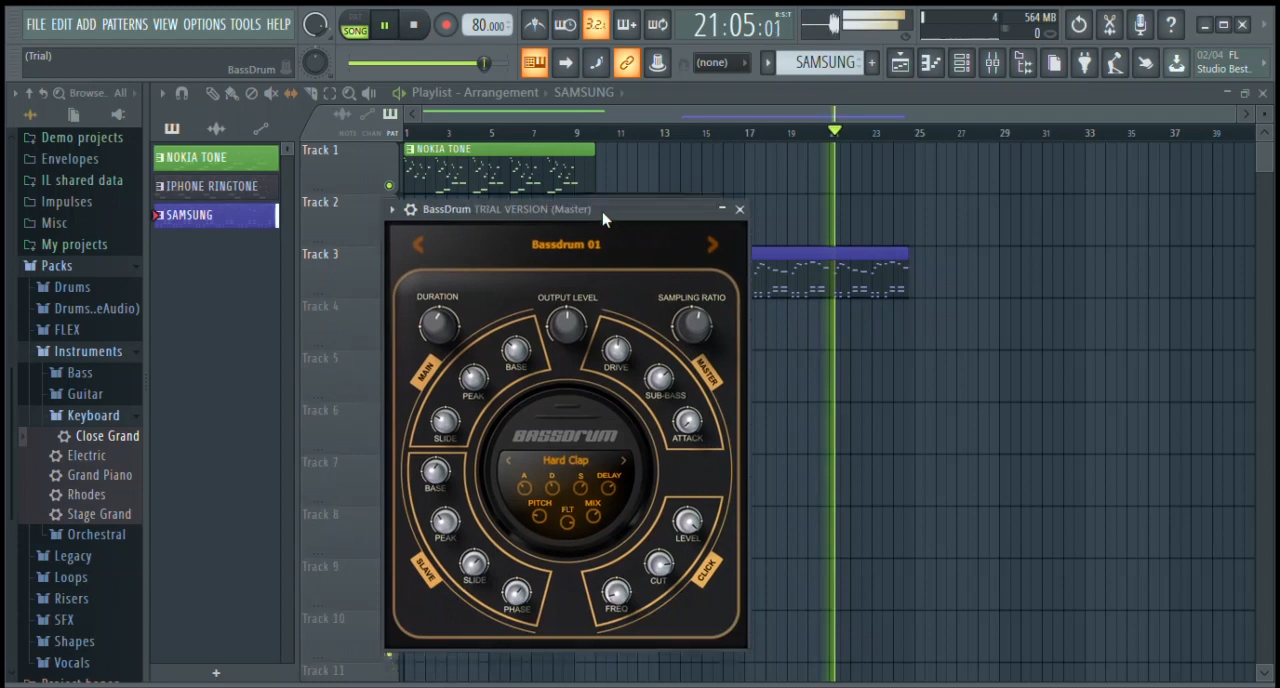 FILE EDIT ADD PATTERNS VIEW OPTIONS TOOLS HELP
SONG
80.000
3.2.
21:05:01
B:S:T
4
564 MB
0
(Trial)
BassDrum
(none)
SAMSUNG
02/04 FL
Studio Best..
Browse.. All
Playlist - Arrangement › SAMSUNG ›
NOTE CHAN PAT
1 3 5 7 9 11 13 15 17 19 23 25 27 29 31 33 35 37 39
Demo projects
Envelopes
IL shared data
Impulses
Misc
My projects
Packs
Drums
Drums..eAudio)
FLEX
Instruments
Bass
Guitar
Keyboard
Close Grand
Electric
Grand Piano
Rhodes
Stage Grand
Orchestral
Legacy
Loops
Risers
SFX
Shapes
Vocals
NOKIA TONE
IPHONE RINGTONE
SAMSUNG
+
Track 1
NOKIA TONE
Track 2
Track 3
Track 4
Track 5
Track 6
Track 7
Track 8
Track 9
Track 10
Track 11
BassDrum TRIAL VERSION (Master)
Bassdrum 01
DURATION
OUTPUT LEVEL
SAMPLING RATIO
MAIN
BASE
PEAK
SLIDE
DRIVE
SUB-BASS
ATTACK
MASTER
BASSDRUM
Hard Clap
A D S DELAY
PITCH FLT MIX
BASE
PEAK
SLIDE
PHASE
SLAVE
LEVEL
CUT
FREQ
CLICK